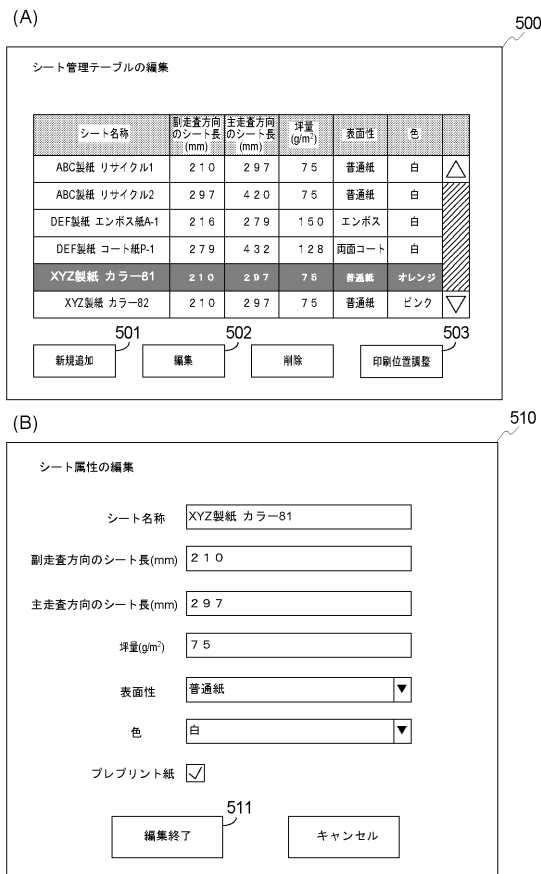 (A)
500
シート管理テーブルの編集
シート名称 副走査方向のシート長(mm) 主走査方向のシート長(mm) 坪量(g/m²) 表面性 色
ABC製紙 リサイクル1 210 297 75 普通紙 白
ABC製紙 リサイクル2 297 420 75 普通紙 白
DEF製紙 エンボス紙A-1 216 279 150 エンボス 白
DEF製紙 コート紙P-1 279 432 128 両面コート 白
XYZ製紙 カラー81 210 297 75 普通紙 オレンジ
XYZ製紙 カラー82 210 297 75 普通紙 ピンク
501 502 503
新規追加 編集 削除 印刷位置調整
(B)
510
シート属性の編集
シート名称 XYZ製紙 カラー81
副走査方向のシート長(mm) 210
主走査方向のシート長(mm) 297
坪量(g/m²) 75
表面性 普通紙 ▼
色 白 ▼
プレプリント紙 ✓
511
編集終了 キャンセル